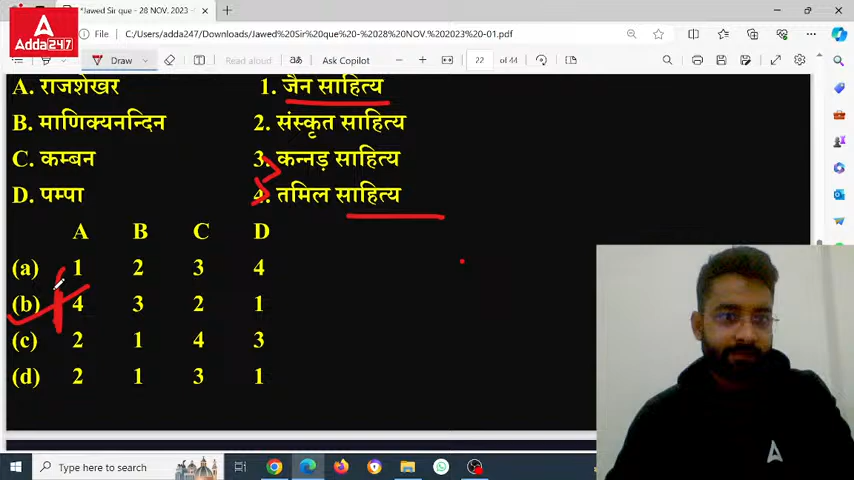 *Jawed Sir que - 28 NOV. 2023
Adda247
File
C:/Users/adda247/Downloads/Jawed%20Sir%20que%20-%2028%20NOV.%202023%20-01.pdf
Draw
Read aloud
Ask Copilot
22 of 44
A. राजशेखर 1. जैन साहित्य
B. माणिक्यनन्दिन 2. संस्कृत साहित्य
C. कम्बन 3. कन्नड़ साहित्य
D. पम्पा 4. तमिल साहित्य
A B C D
(a) 1 2 3 4
(b) 4 3 2 1
(c) 2 1 4 3
(d) 2 1 3 1
Type here to search